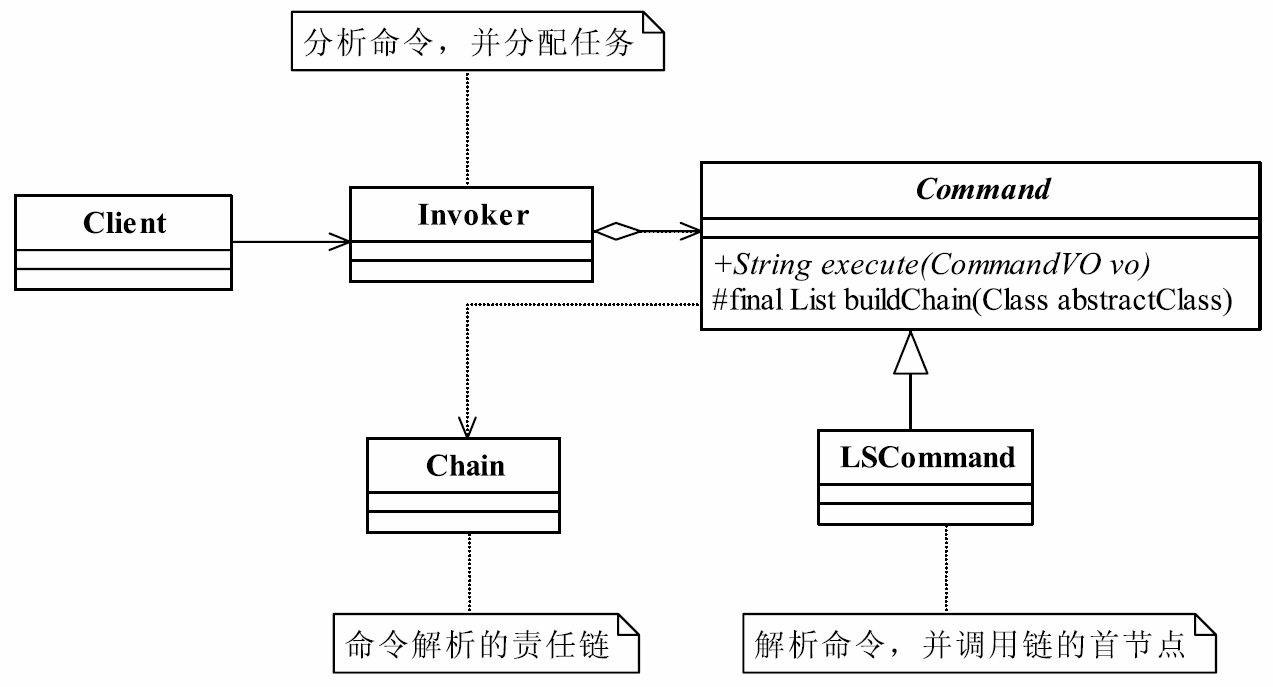 分析命令，并分配任务
Client
Invoker
Command
+String execute(CommandVO vo)
#final List buildChain(Class abstractClass)
Chain
LSCommand
命令解析的责任链
解析命令，并调用链的首节点